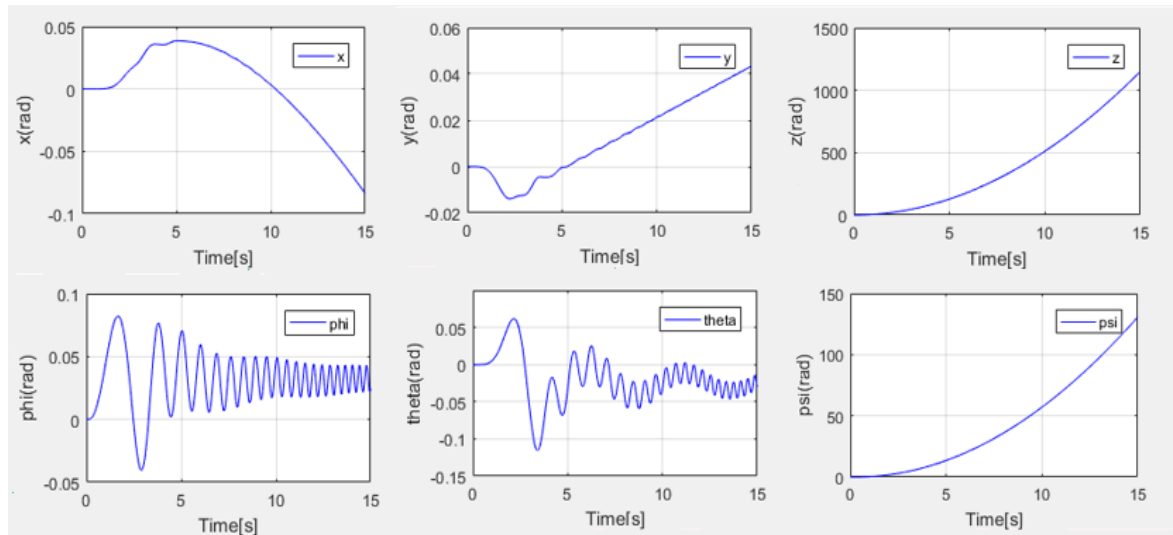 0.05
0
-0.05
-0.1
x(rad)
x
0 5 10 15
Time[s]
0.06
0.04
0.02
0
-0.02
y(rad)
y
0 5 10 15
Time[s]
1500
1000
500
0
z(rad)
z
0 5 10 15
Time[s]
0.1
0.05
0
-0.05
phi(rad)
phi
0 5 10 15
Time[s]
0.05
0
-0.05
-0.1
-0.15
theta(rad)
theta
0 5 10 15
Time[s]
150
100
50
0
psi(rad)
psi
0 5 10 15
Time[s]